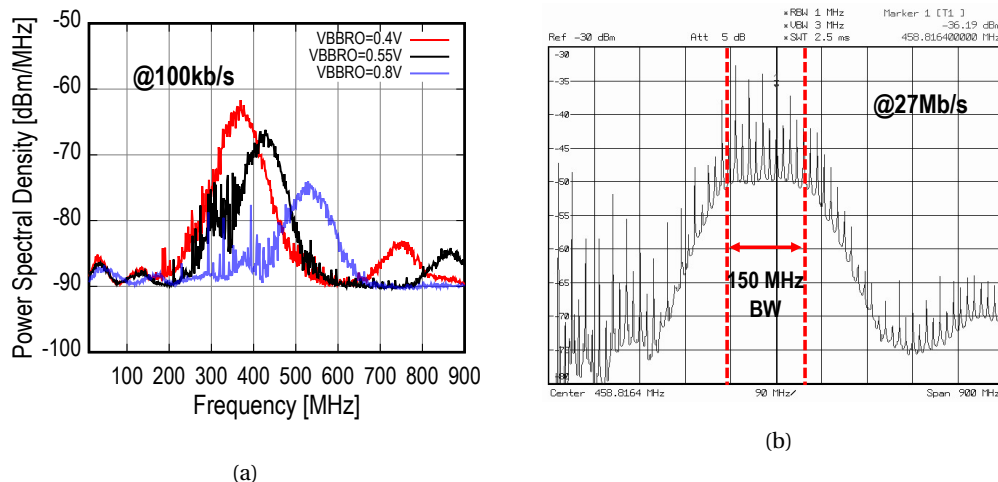 -50
-60
-70
-80
-90
-100
Power Spectral Density [dBm/MHz]
VBBRO=0.4V
VBBRO=0.55V
VBBRO=0.8V
@100kb/s
100 200 300 400 500 600 700 800 900
Frequency [MHz]
(a)
*RBW 1 MHz Marker 1 [T1 ]
*VBW 3 MHz -36.19 dBm
Ref -30 dBm Att 5 dB *SWT 2.5 ms 458.816400000 MHz
-30
-35
-40
-45
-50
-55
-60
-65
-70
-75
@27Mb/s
1
150 MHz
BW
Center 458.8164 MHz 90 MHz/ Span 900 MHz
(b)